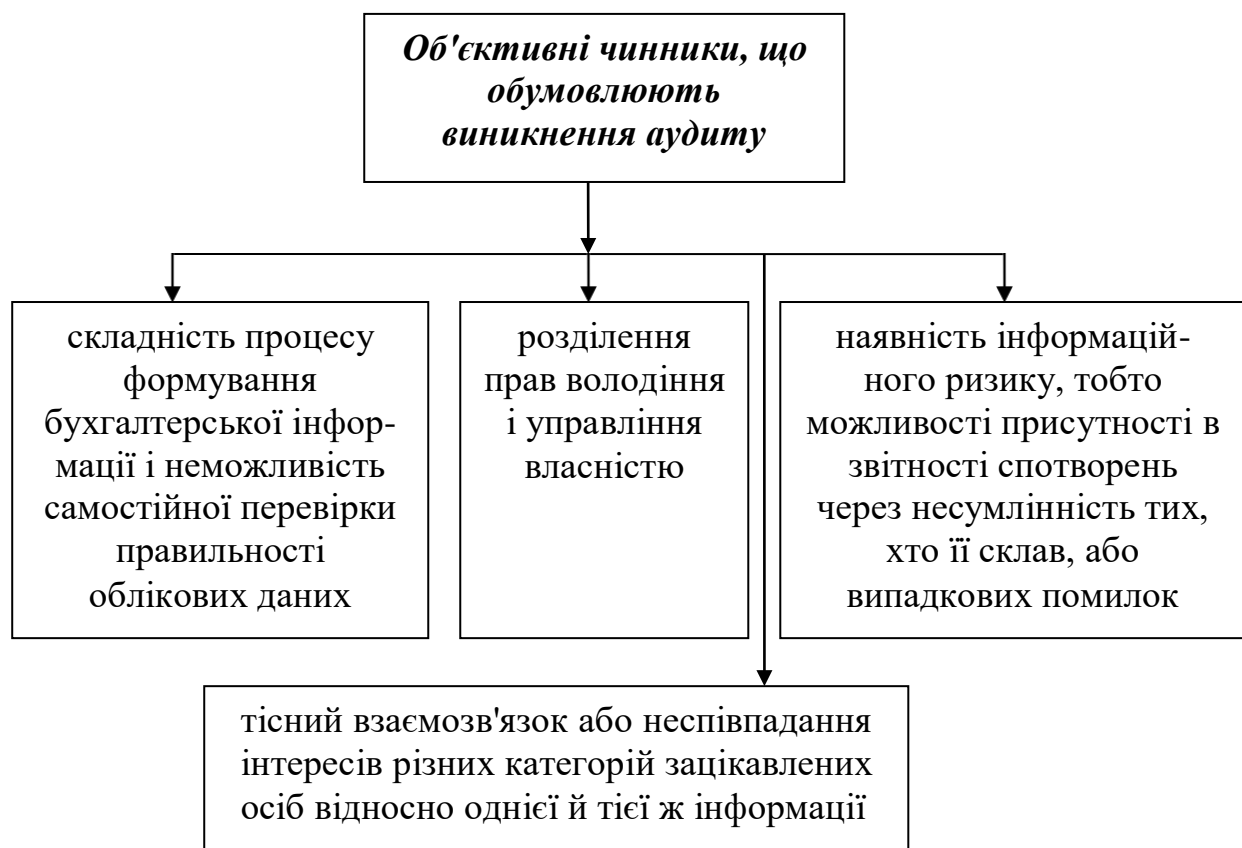 Об'єктивні чинники, що
обумовлюють
виникнення аудиту
складність процесу
формування
бухгалтерської інфор-
мації і неможливість
самостійної перевірки
правильності
облікових даних
розділення
прав володіння
і управління
власністю
наявність інформацій-
ного ризику, тобто
можливості присутності в
звітності спотворень
через несумлінність тих,
хто її склав, або
випадкових помилок
тісний взаємозв'язок або неспівпадання
інтересів різних категорій зацікавлених
осіб відносно однієї й тієї ж інформації